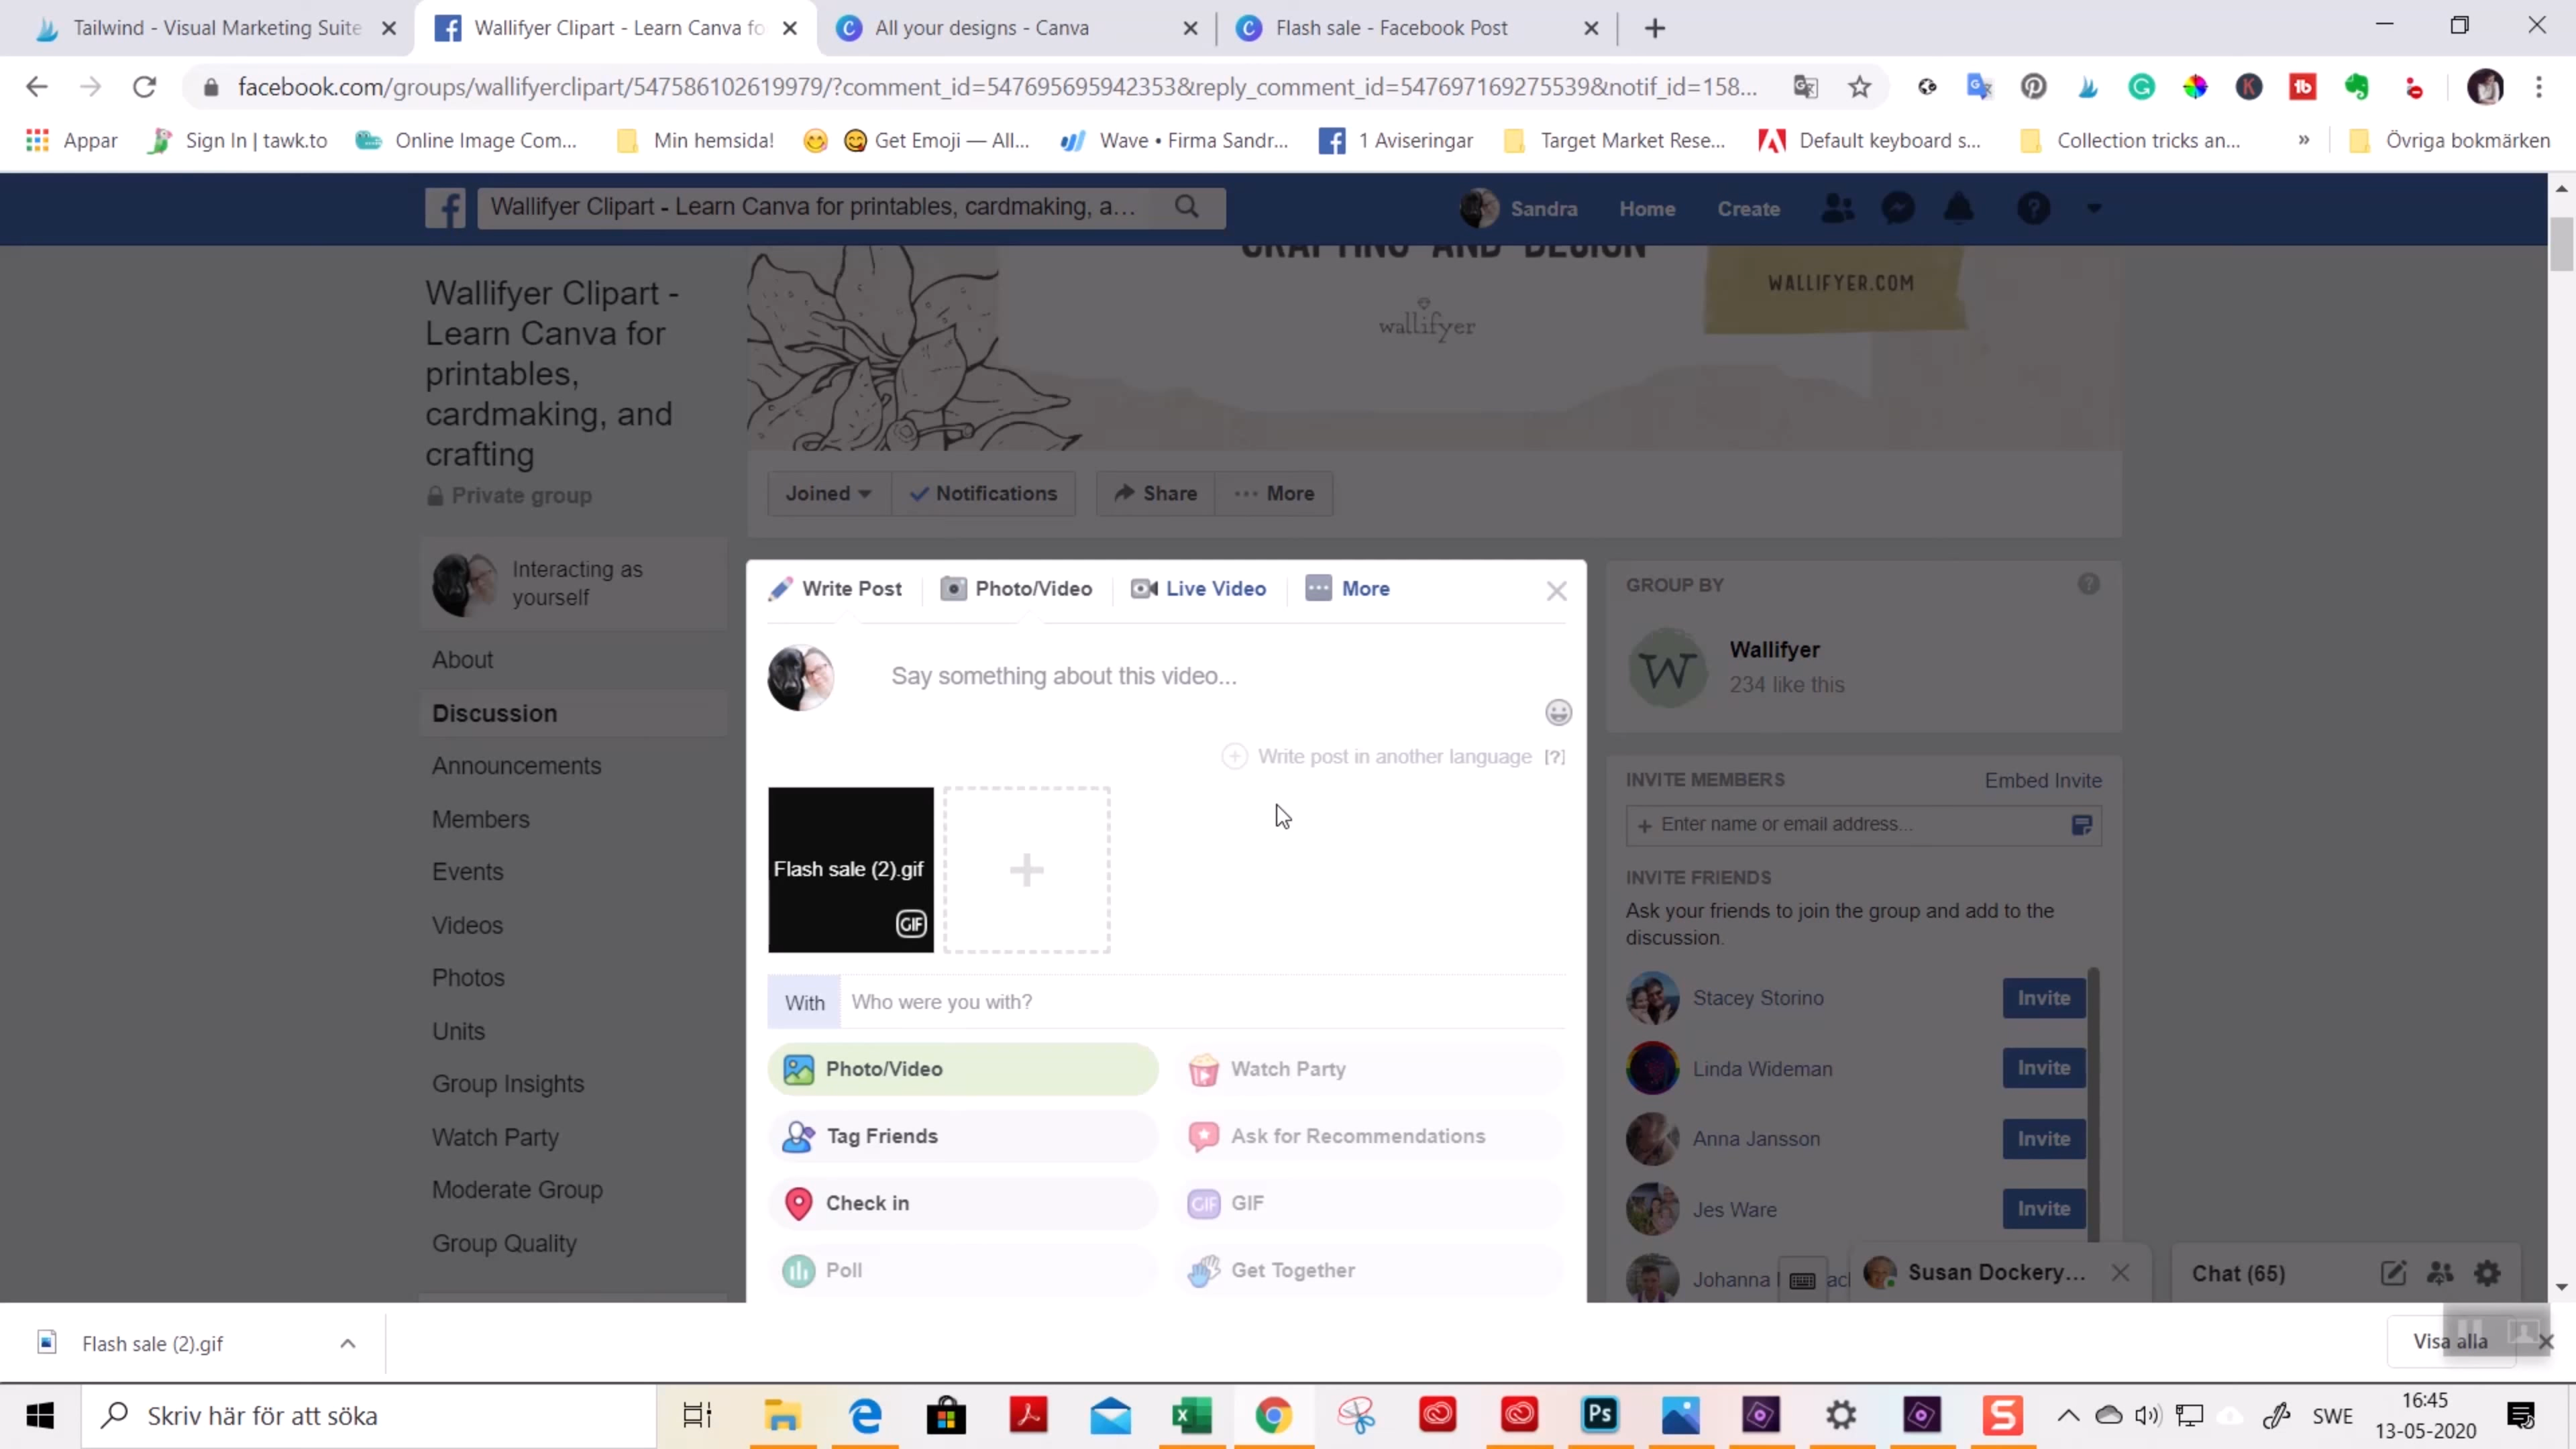 Tailwind - Visual Marketing Suite
Wallifyer Clipart - Learn Canva fo
All your designs - Canva
Flash sale - Facebook Post
facebook.com/groups/wallifyerclipart/547586102619979/?comment_id=547695695942353&reply_comment_id=547697169275539&notif_id=158...
Appar
Sign In | tawk.to
Online Image Com...
Min hemsida!
Get Emoji — All...
Wave • Firma Sandr...
1 Aviseringar
Target Market Rese...
Default keyboard s...
Collection tricks an...
»
Övriga bokmärken
Wallifyer Clipart - Learn Canva for printables, cardmaking, a...
Sandra
Home
Create
CRAFTING AND DESIGN
WALLIFYER.COM
wallifyer
Wallifyer Clipart -
Learn Canva for
printables,
cardmaking, and
crafting
Private group
Joined
Notifications
Share
More
Interacting as
yourself
About
Discussion
Announcements
Members
Events
Videos
Photos
Units
Group Insights
Watch Party
Moderate Group
Group Quality
Write Post
Photo/Video
Live Video
More
Say something about this video...
Write post in another language [?]
Flash sale (2).gif
GIF
With
Who were you with?
Photo/Video
Watch Party
Tag Friends
Ask for Recommendations
Check in
GIF
GIF
Poll
Get Together
GROUP BY
W
Wallifyer
234 like this
INVITE MEMBERS
Embed Invite
+ Enter name or email address...
INVITE FRIENDS
Ask your friends to join the group and add to the
discussion.
Stacey Storino
Invite
Linda Wideman
Invite
Anna Jansson
Invite
Jes Ware
Invite
Johanna
Susan Dockery...
Chat (65)
Flash sale (2).gif
Visa alla
Skriv här för att söka
Ps
SWE
16:45
13-05-2020